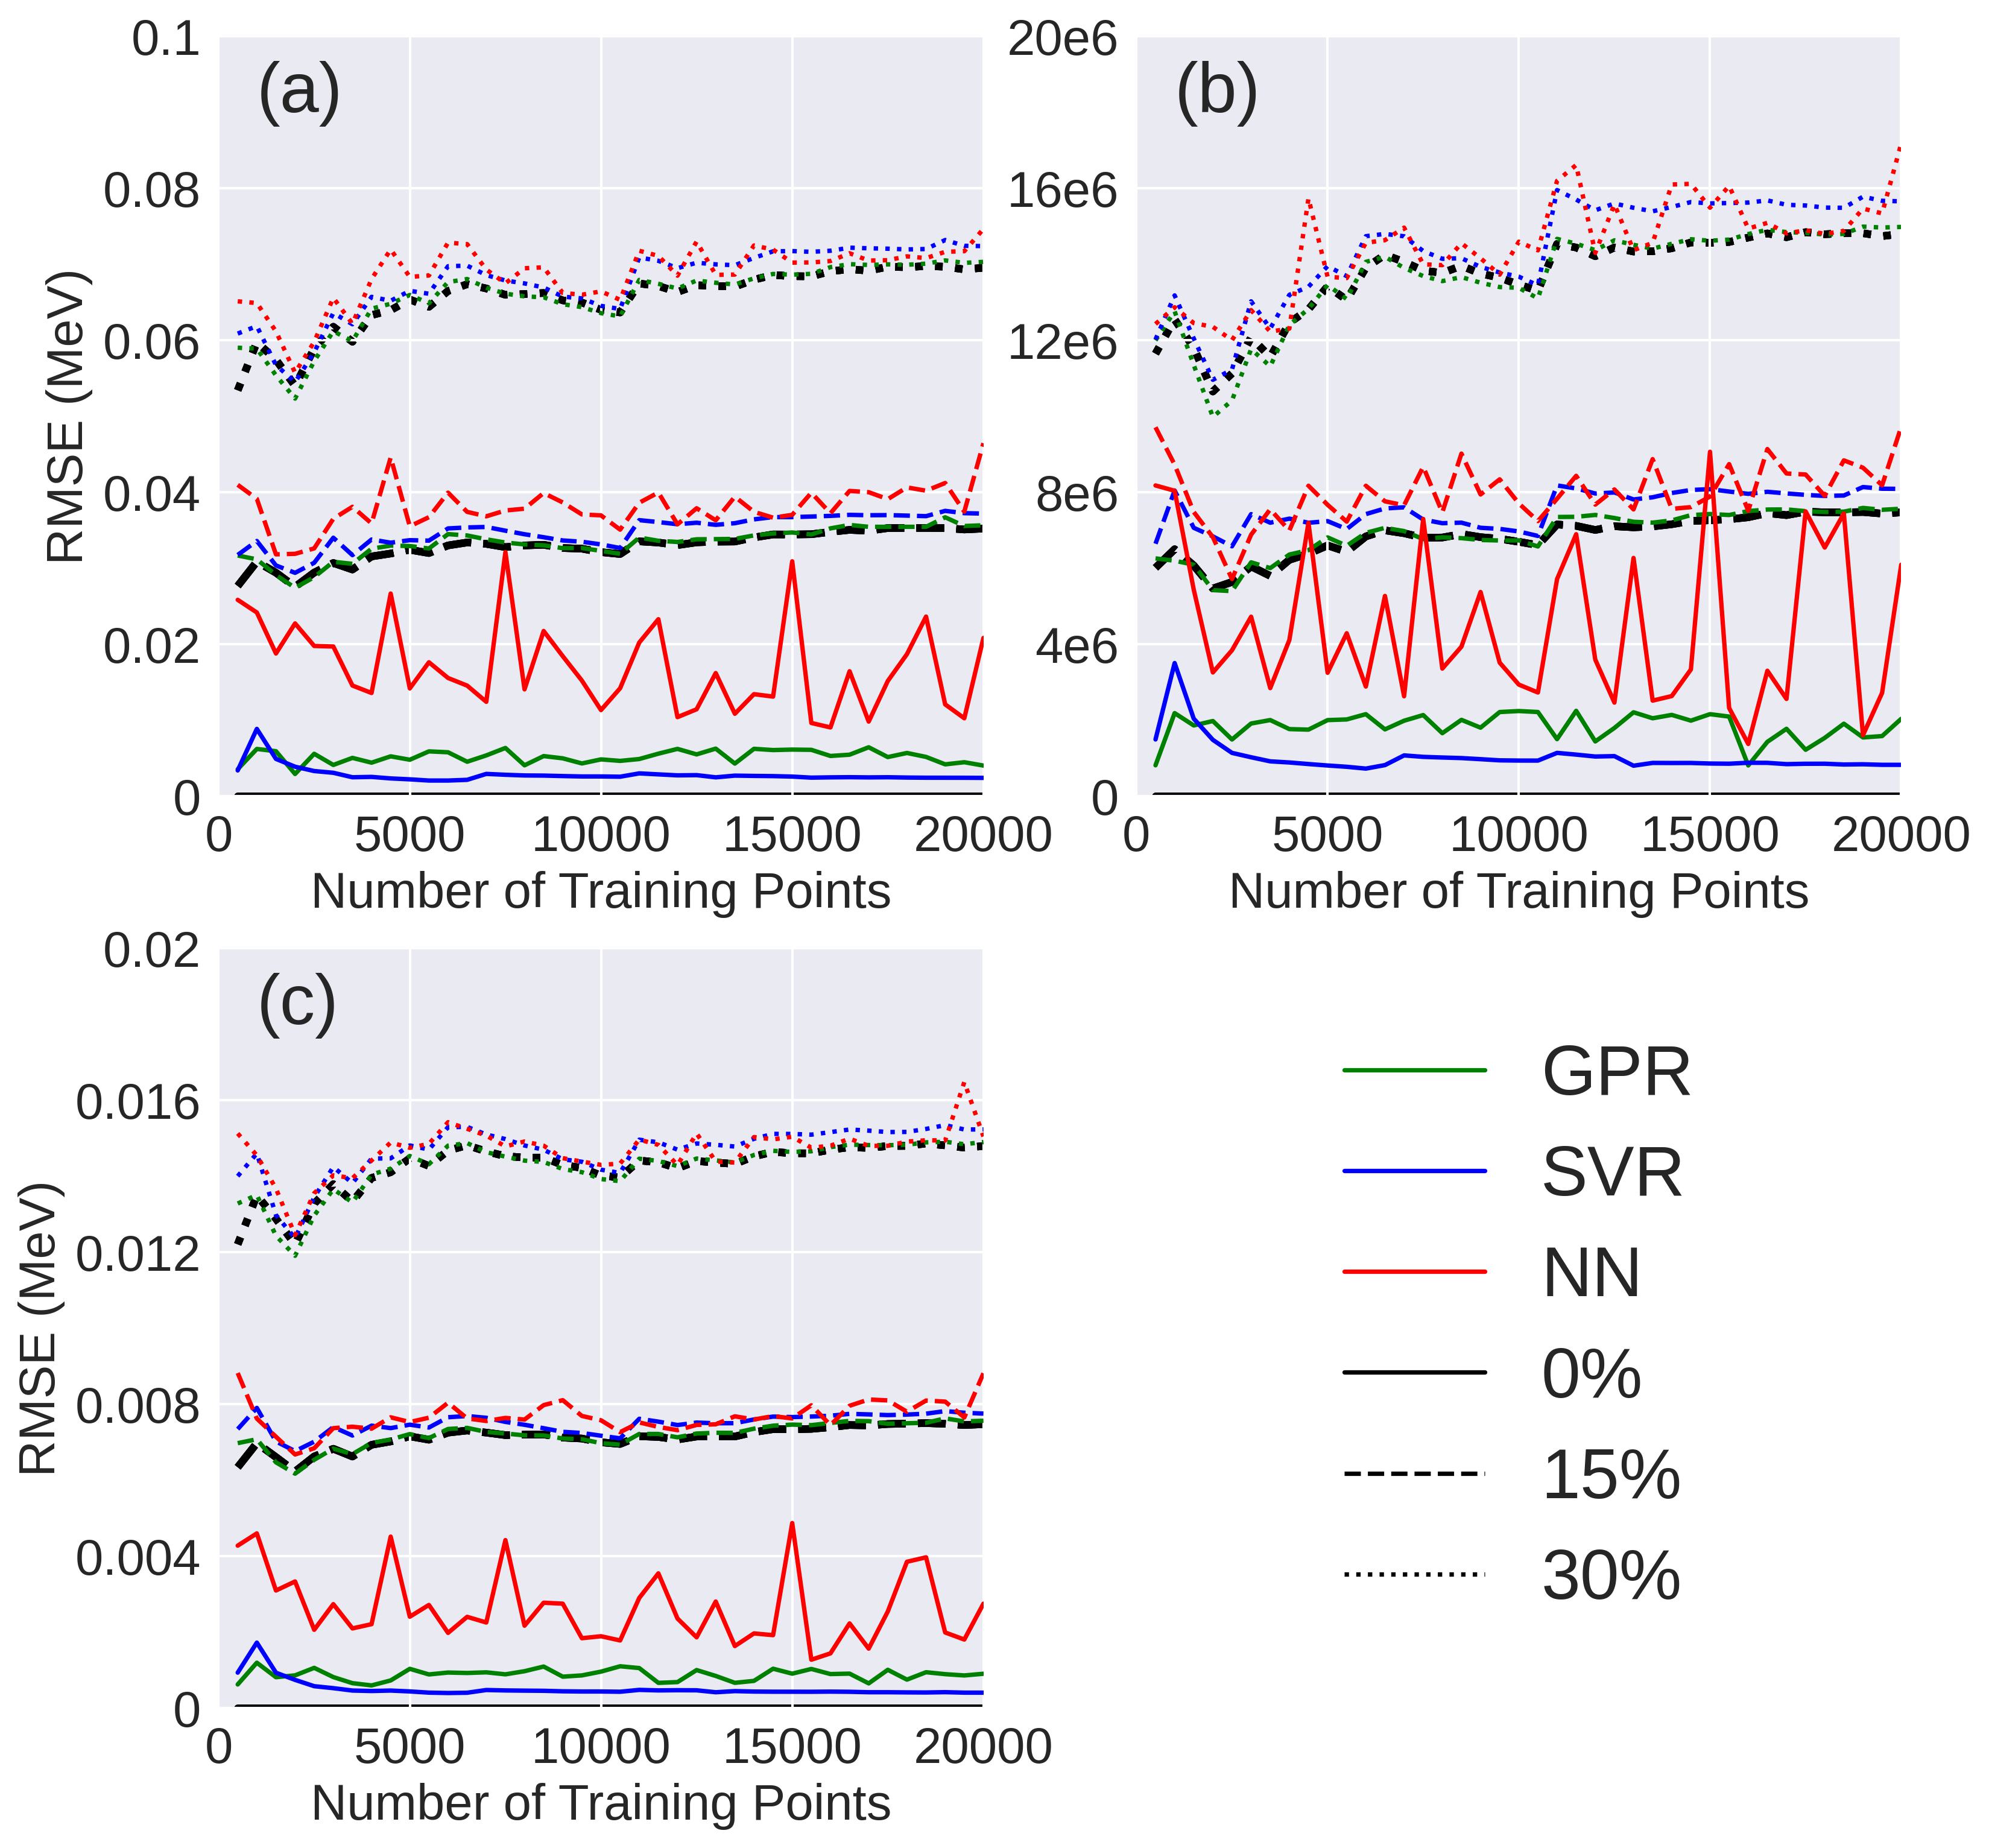 (a)
RMSE (MeV)
0.1
0.08
0.06
0.04
0.02
0
0 5000 10000 15000 20000
Number of Training Points
(b)
20e6
16e6
12e6
8e6
4e6
0
0 5000 10000 15000 20000
Number of Training Points
(c)
RMSE (MeV)
0.02
0.016
0.012
0.008
0.004
0
0 5000 10000 15000 20000
Number of Training Points
GPR
SVR
NN
0%
15%
30%